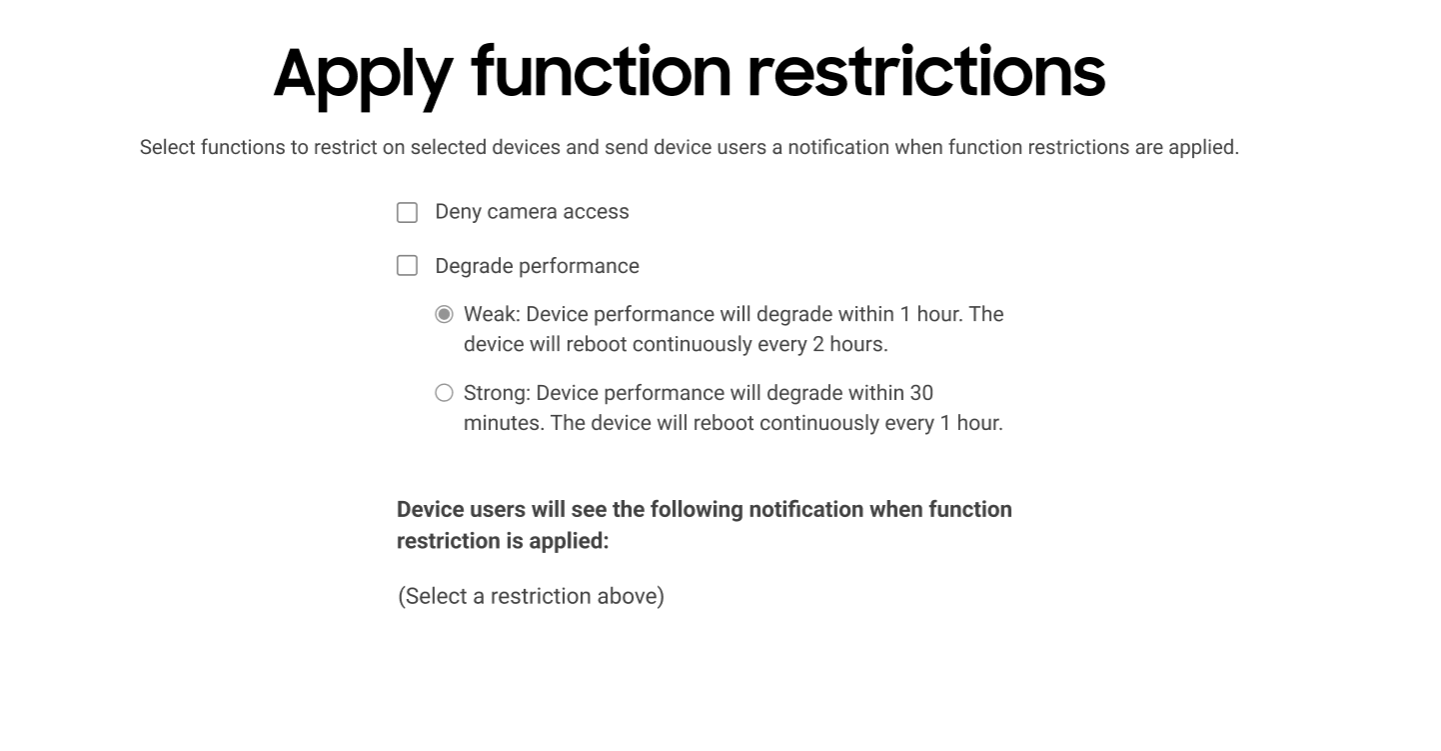 Apply function restrictions
Select functions to restrict on selected devices and send device users a notification when function restrictions are applied.
Deny camera access
Degrade performance
Weak: Device performance will degrade within 1 hour. The
device will reboot continuously every 2 hours.
Strong: Device performance will degrade within 30
minutes. The device will reboot continuously every 1 hour.
Device users will see the following notification when function
restriction is applied:
(Select a restriction above)